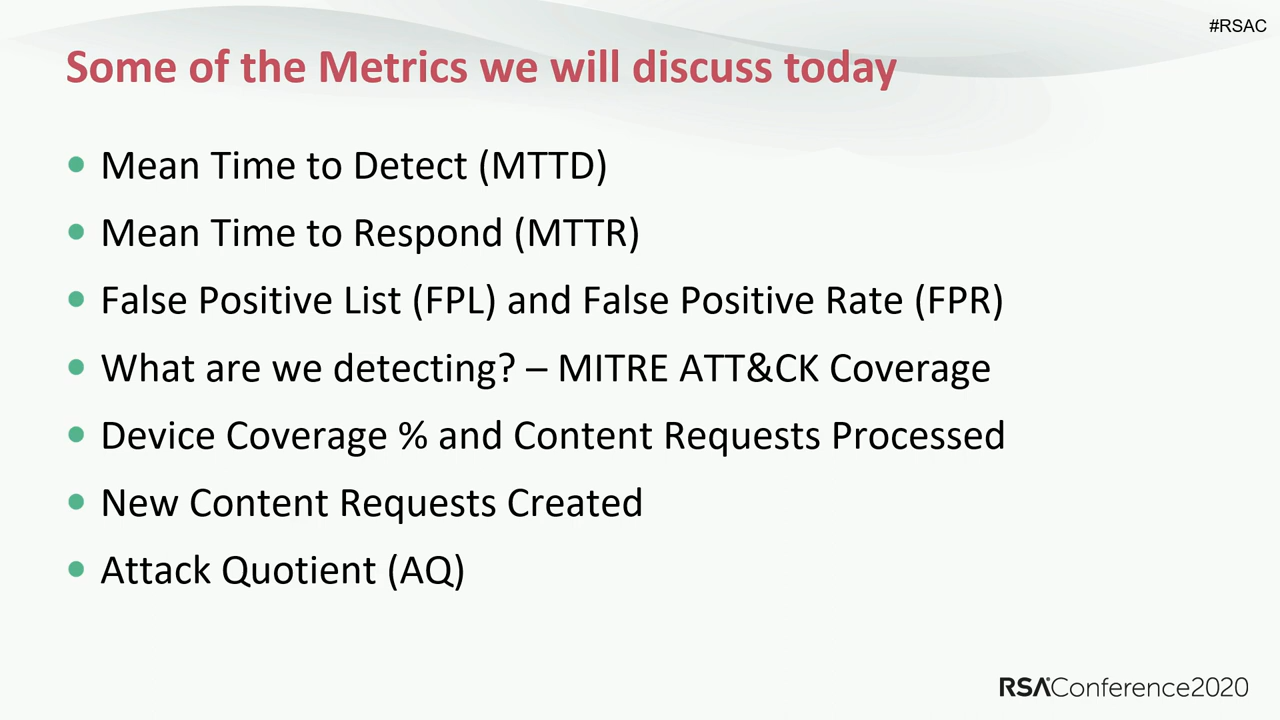 #RSAC
Some of the Metrics we will discuss today
• Mean Time to Detect (MTTD)
• Mean Time to Respond (MTTR)
• False Positive List (FPL) and False Positive Rate (FPR)
• What are we detecting? – MITRE ATT&CK Coverage
• Device Coverage % and Content Requests Processed
• New Content Requests Created
• Attack Quotient (AQ)
RSAConference2020